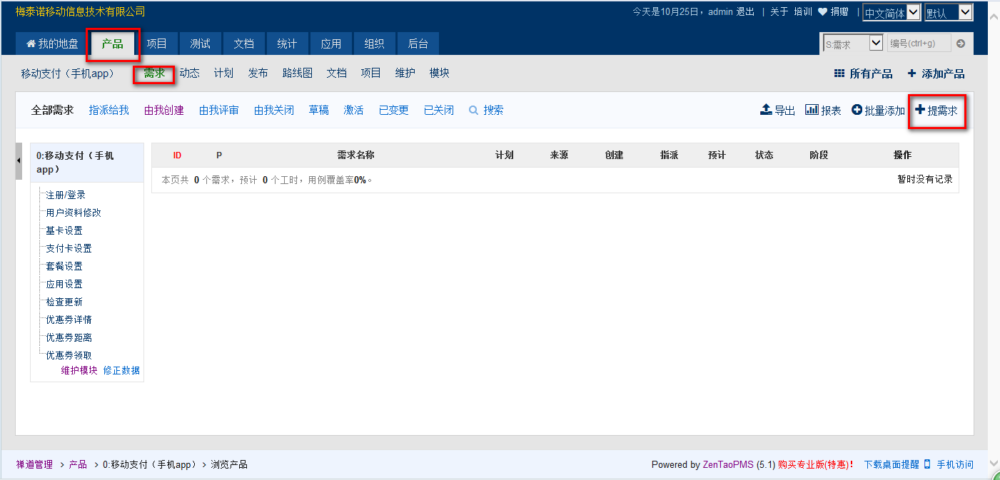 梅泰诺移动信息技术有限公司 今天是10月25日，admin 退出 | 关于 培训 捐赠 | 中文简体 默认
我的地盘 产品 项目 测试 文档 统计 应用 组织 后台 S:需求 编号(ctrl+g)
移动支付（手机app） 需求 动态 计划 发布 路线图 文档 项目 维护 模块 所有产品 添加产品
全部需求 指派给我 由我创建 由我评审 由我关闭 草稿 激活 已变更 已关闭 搜索 导出 报表 批量添加 提需求
0:移动支付（手机
app）
注册/登录
用户资料修改
基卡设置
支付卡设置
套餐设置
应用设置
检查更新
优惠券详情
优惠券距离
优惠券领取
维护模块 修正数据
ID P 需求名称 计划 来源 创建 指派 预计 状态 阶段 操作
本页共 0 个需求，预计 0 个工时，用例覆盖率0%。 暂时没有记录
禅道管理 > 产品 > 0:移动支付（手机app） > 浏览产品 Powered by ZenTaoPMS (5.1) 购买专业版(特惠)! 下载桌面提醒 手机访问